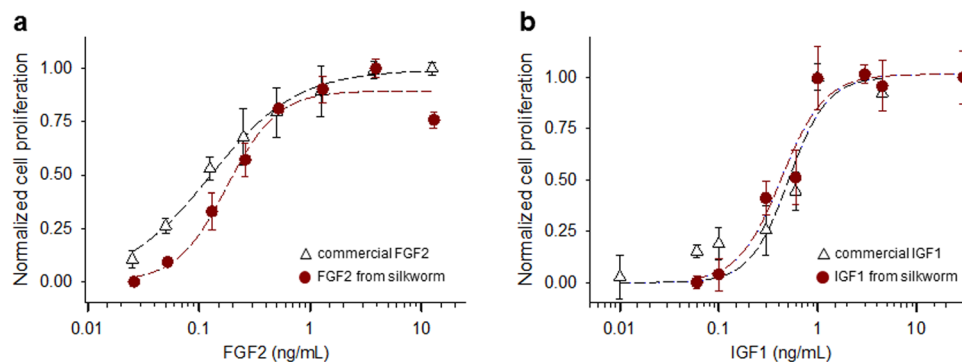 a
Normalized cell proliferation
1.00
0.75
0.50
0.25
0.00
commercial FGF2
FGF2 from silkworm
0.01
0.1
1
10
FGF2 (ng/mL)
b
Normalized cell proliferation
1.00
0.75
0.50
0.25
0.00
commercial IGF1
IGF1 from silkworm
0.01
0.1
1
10
IGF1 (ng/mL)